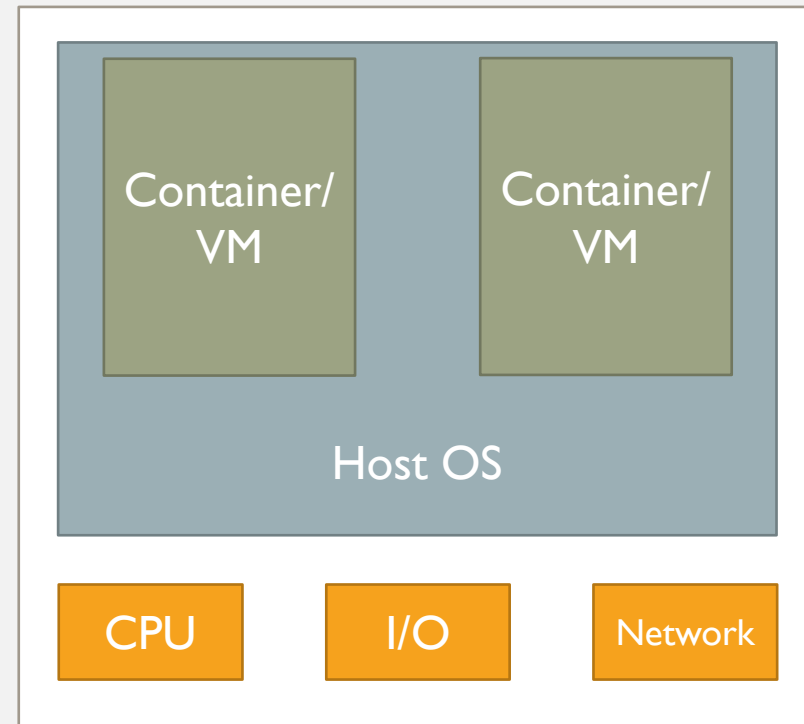 Container/
VM
Container/
VM
Host OS
CPU
I/O
Network